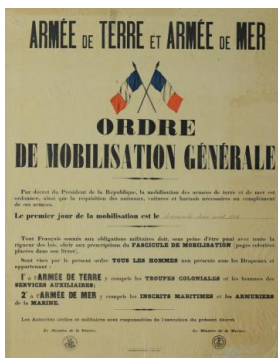 ARMÉE DE TERRE ET ARMÉE DE MER
ORDRE
DE MOBILISATION GÉNÉRALE
Par décret du Président de la République, la mobilisation des armées de terre et de mer est
ordonnée, ainsi que la réquisition des animaux, voitures et harnais nécessaires au complément
de ces armées.
Le premier jour de la mobilisation est le
Tout Français soumis aux obligations militaires doit, sous peine d'être puni avec toute la
rigueur des lois, obéir aux prescriptions du FASCICULE DE MOBILISATION (pages coloriées
placées dans son livret).
Sont visés par le présent ordre TOUS LES HOMMES non présents sous les Drapeaux et
appartenant :
1° à l'ARMÉE DE TERRE y compris les TROUPES COLONIALES et les hommes des
SERVICES AUXILIAIRES;
2° à l'ARMÉE DE MER y compris les INSCRITS MARITIMES et les ARMURIERS
de la MARINE.
Les Autorités civiles et militaires sont responsables de l'exécution du présent décret.
Le Ministre de la Guerre, Le Ministre de la Marine,